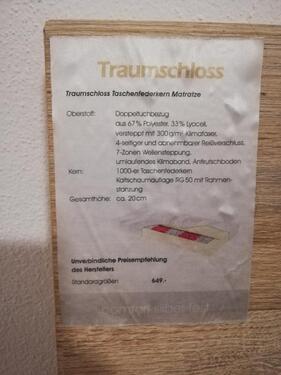 Traumschloss
Traumschloss Taschenfederkern Matratze
Oberstoff: Doppeltuchbezug
aus 67% Polyester, 33% Lyocell,
versteppt mit 300g/m² Klimafaser,
4-seitiger und abnehmbarer Reißverschluss,
7-Zonen Wellensteppung,
umlaufendes Klimaband, Antirutschboden
Kern: 1000-er Taschenfederkern
Kaltschaumauflage RG 50 mit Rahmen-
stanzung
Gesamthöhe: ca. 20cm
Unverbindliche Preisempfehlung
des Herstellers
Standardgrößen: 649.-